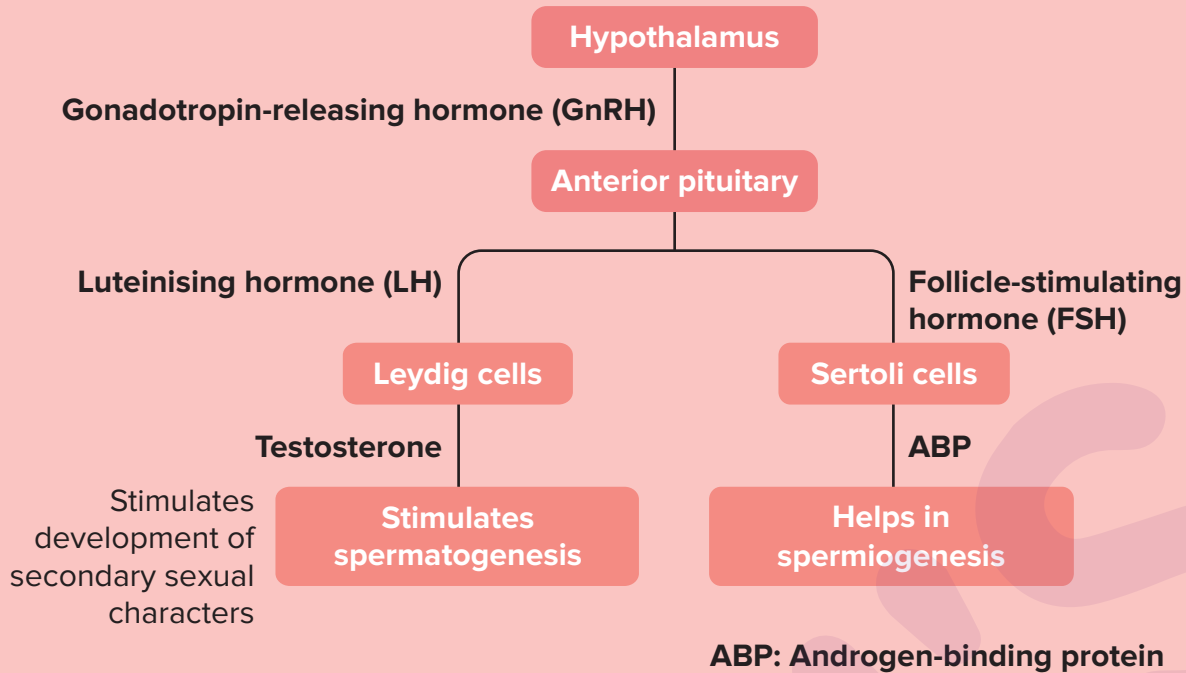 Hypothalamus
Gonadotropin-releasing hormone (GnRH)
Anterior pituitary
Luteinising hormone (LH)
Follicle-stimulating
hormone (FSH)
Leydig cells
Sertoli cells
Testosterone
ABP
Stimulates
development of
secondary sexual
characters
Stimulates
spermatogenesis
Helps in
spermiogenesis
ABP: Androgen-binding protein